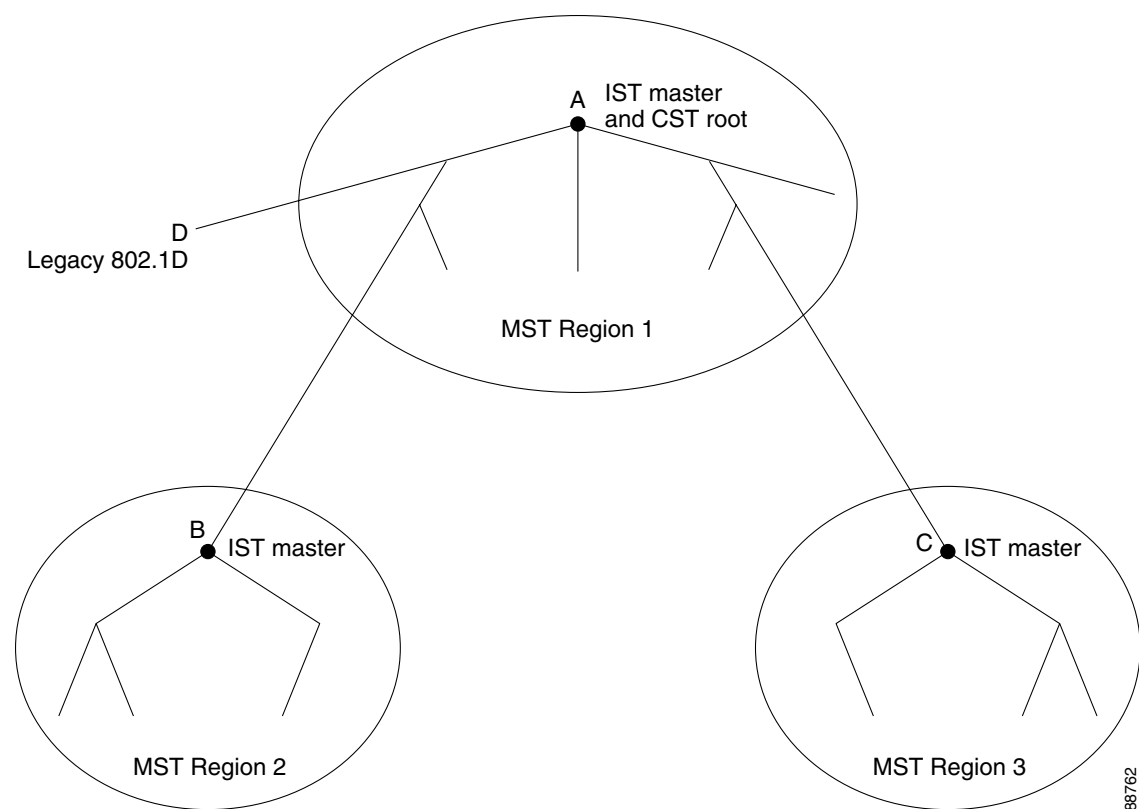 A
IST master
and CST root
D
Legacy 802.1D
MST Region 1
B
IST master
C
IST master
MST Region 2
MST Region 3
88762